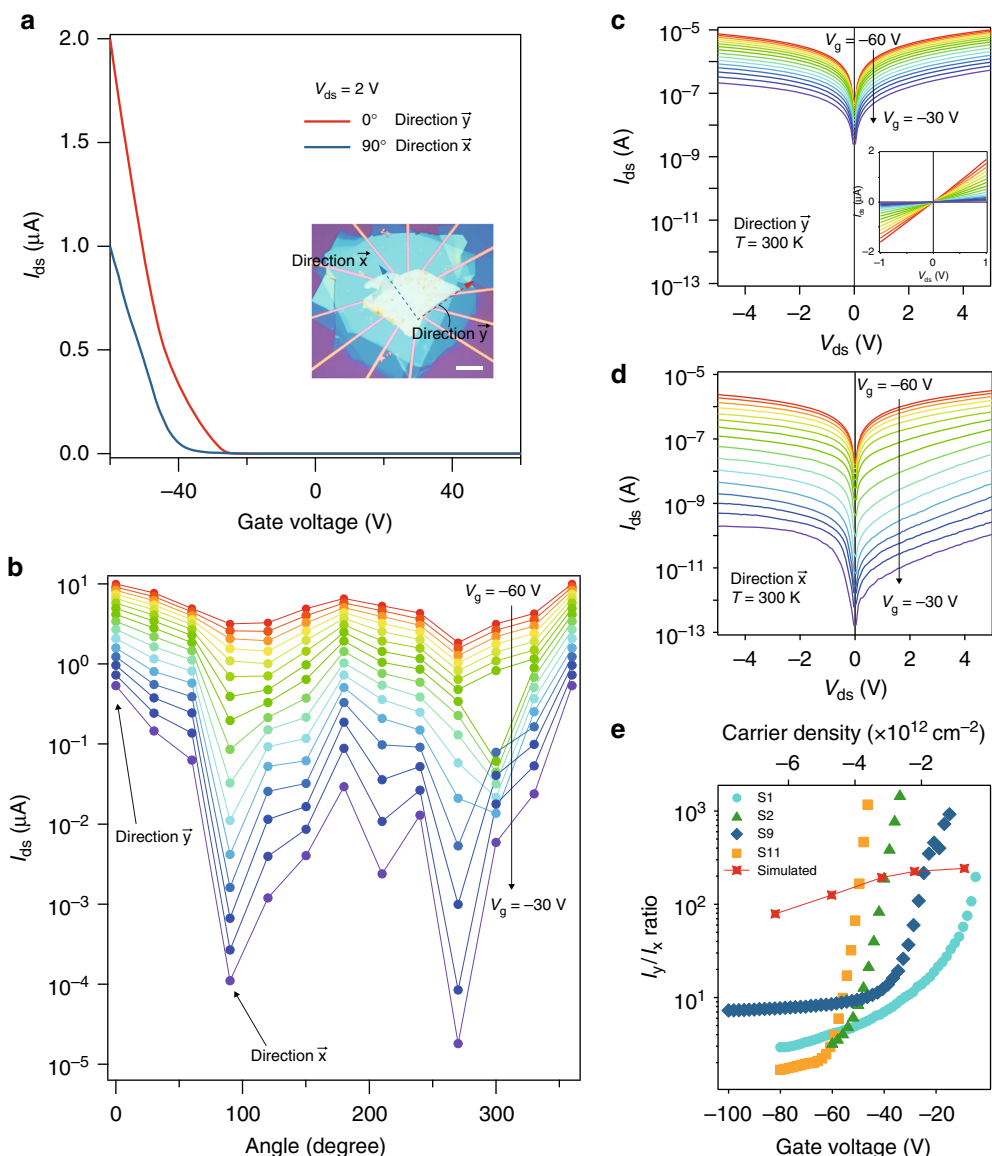 a
2.0
1.5
1.0
0.5
0.0
I_ds (μA)
V_ds = 2 V
0° Direction y⃗
90° Direction x⃗
Direction x⃗
Direction y⃗
−40
0
40
Gate voltage (V)
b
10^1
10^0
10^−1
10^−2
10^−3
10^−4
10^−5
I_ds (μA)
V_g = −60 V
V_g = −30 V
Direction y⃗
Direction x⃗
0
100
200
300
Angle (degree)
c
10^−5
10^−7
10^−9
10^−11
10^−13
I_ds (A)
V_g = −60 V
V_g = −30 V
Direction y⃗
T = 300 K
2
0
−2
I_ds (μA)
−1
0
1
V_ds (V)
−4
−2
0
2
4
V_ds (V)
d
10^−5
10^−7
10^−9
10^−11
10^−13
I_ds (A)
V_g = −60 V
V_g = −30 V
Direction x⃗
T = 300 K
−4
−2
0
2
4
V_ds (V)
e
Carrier density (×10^12 cm^−2)
−6
−4
−2
10^3
10^2
10^1
I_y/I_x ratio
S1
S2
S9
S11
Simulated
−100
−80
−60
−40
−20
Gate voltage (V)